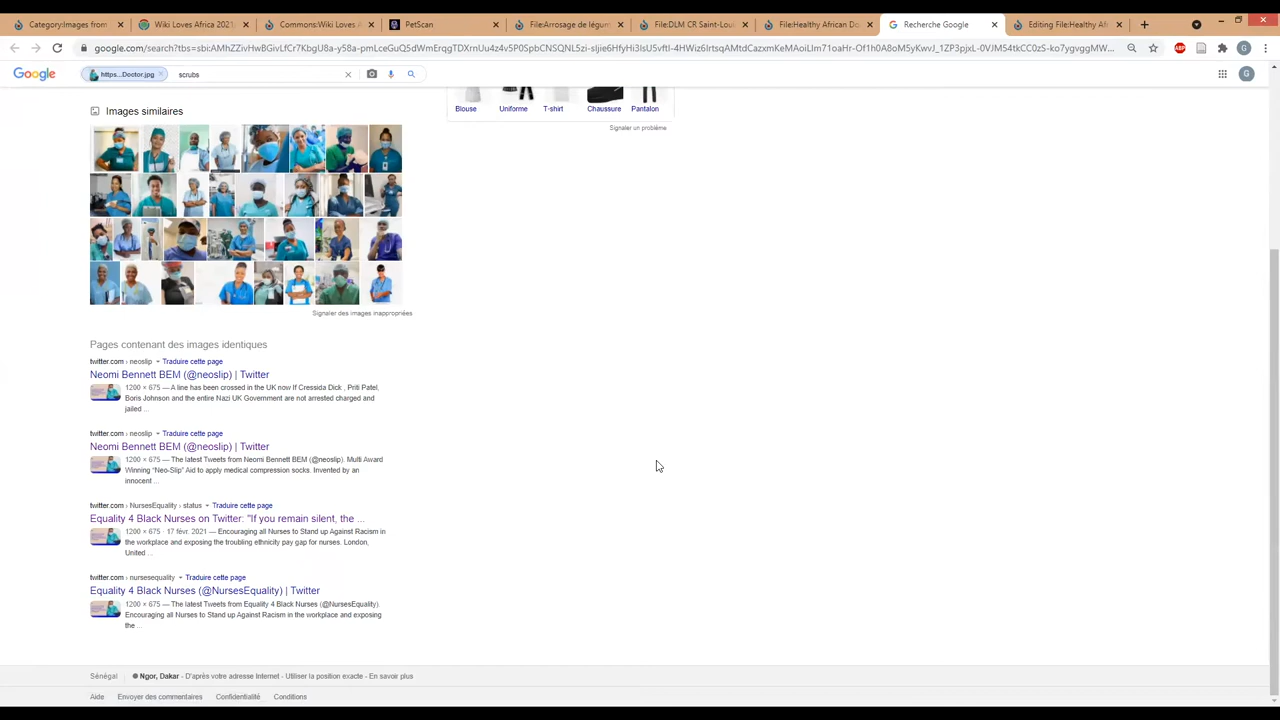 Category:Images from
Wiki Loves Africa 2021
Commons:Wiki Loves A
PetScan
File:Arrosage de légum
File:DLM CR Saint-Loui
File:Healthy African Do
Recherche Google
Editing File:Healthy Af
google.com/search?tbs=
Google
https:...Doctor.jpg
scrubs
G
Images similaires
Blouse
Uniforme
T-shirt
Chaussure
Pantalon
Signaler un problème
Signaler des images inappropriées
Pages contenant des images identiques
twitter.com › neoslip Traduire cette page
Neomi Bennett BEM (@neoslip) | Twitter
1200 × 675 — A line has been crossed in the UK now If Cressida Dick , Priti Patel,
Boris Johnson and the entire Nazi UK Government are not arrested charged and
jailed ...
twitter.com › neoslip Traduire cette page
Neomi Bennett BEM (@neoslip) | Twitter
1200 × 675 — The latest Tweets from Neomi Bennett BEM (@neoslip). Multi Award
Winning "Neo-Slip" Aid to apply medical compression socks. Invented by an
innocent ...
twitter.com › NursesEquality › status Traduire cette page
Equality 4 Black Nurses on Twitter: "If you remain silent, the ...
1200 × 675 · 17 févr. 2021 — Encouraging all Nurses to Stand up Against Racism in
the workplace and exposing the troubling ethnicity pay gap for nurses. London,
United ...
twitter.com › nursesequality Traduire cette page
Equality 4 Black Nurses (@NursesEquality) | Twitter
1200 × 675 — The latest Tweets from Equality 4 Black Nurses (@NursesEquality).
Encouraging all Nurses to Stand up Against Racism in the workplace and exposing
the ...
Sénégal
Ngor, Dakar - D'après votre adresse Internet - Utiliser la position exacte - En savoir plus
Aide
Envoyer des commentaires
Confidentialité
Conditions